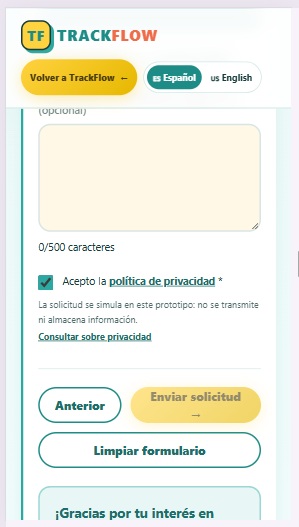 TF TRACKFLOW
Volver a TrackFlow ←
ES Español
US English
(opcional)
0/500 caracteres
Acepto la política de privacidad *
La solicitud se simula en este prototipo: no se transmite
ni almacena información.
Consultar sobre privacidad
Anterior
Enviar solicitud
→
Limpiar formulario
¡Gracias por tu interés en